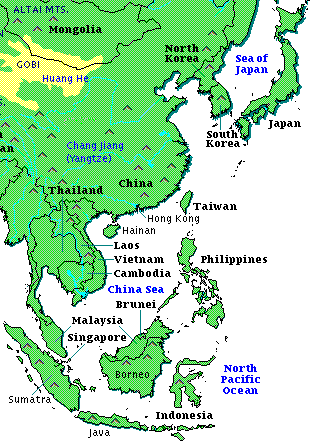 ALTAI MTS.
Mongolia
GOBI
Huang He
North
Korea
Sea of
Japan
South
Korea
Japan
Chang Jiang
(Yangtze)
Thailand
China
Taiwan
Hong Kong
Hainan
Laos
Vietnam
Cambodia
Philippines
China Sea
Brunei
Malaysia
Singapore
Borneo
North
Pacific
Ocean
Sumatra
Java
Indonesia